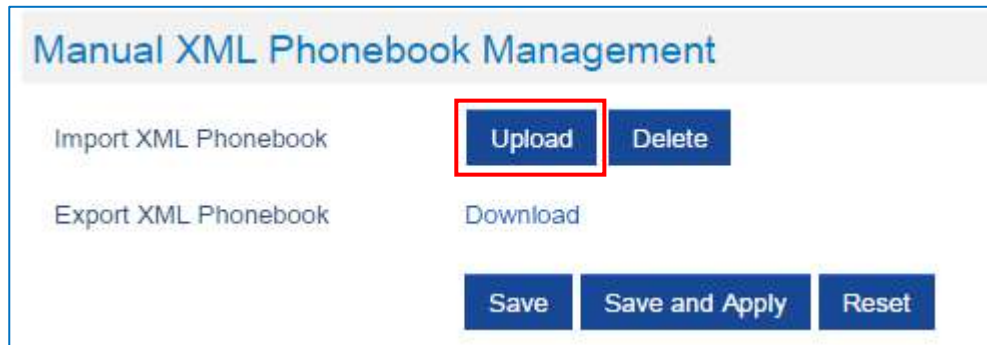 Manual XML Phonebook Management
Import XML Phonebook Upload Delete
Export XML Phonebook Download
Save Save and Apply Reset